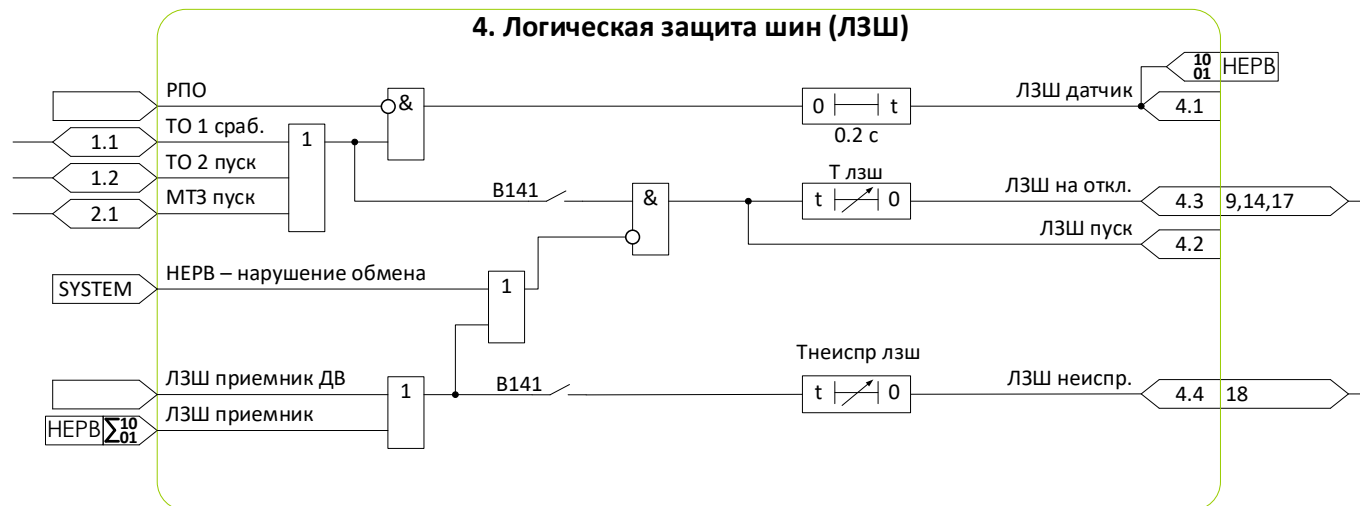 4. Логическая защита шин (ЛЗШ)
10
01 НЕРВ
РПО
&
0 t
ЛЗШ датчик
4.1
0.2 с
1.1
ТО 1 сраб.
1
1.2
ТО 2 пуск
2.1
МТЗ пуск
В141
&
Т лзш
t 0
ЛЗШ на откл.
4.3 9,14,17
ЛЗШ пуск
4.2
SYSTEM
НЕРВ – нарушение обмена
1
Тнеиспр лзш
ЛЗШ приемник ДВ
1
В141
t 0
ЛЗШ неиспр.
4.4 18
НЕРВ Σ 10
01
ЛЗШ приемник